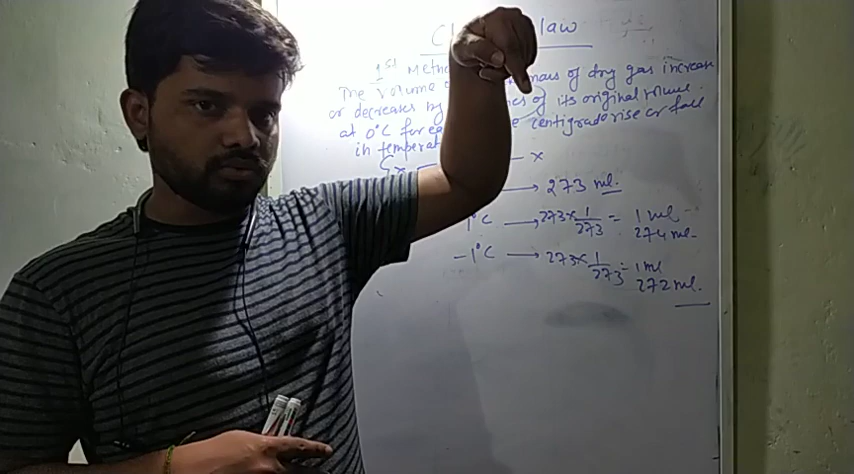 law
1st Meth
The volume mass of dry gas increase
or decreases by of its original volume
at 0°C for centigrade rise or fall
in temperat
x
→ 273 ml.
1°C → 273 × 1/273 = 1 ml
274 ml.
-1°C → 273 × 1/273 = 1 ml
272 ml.